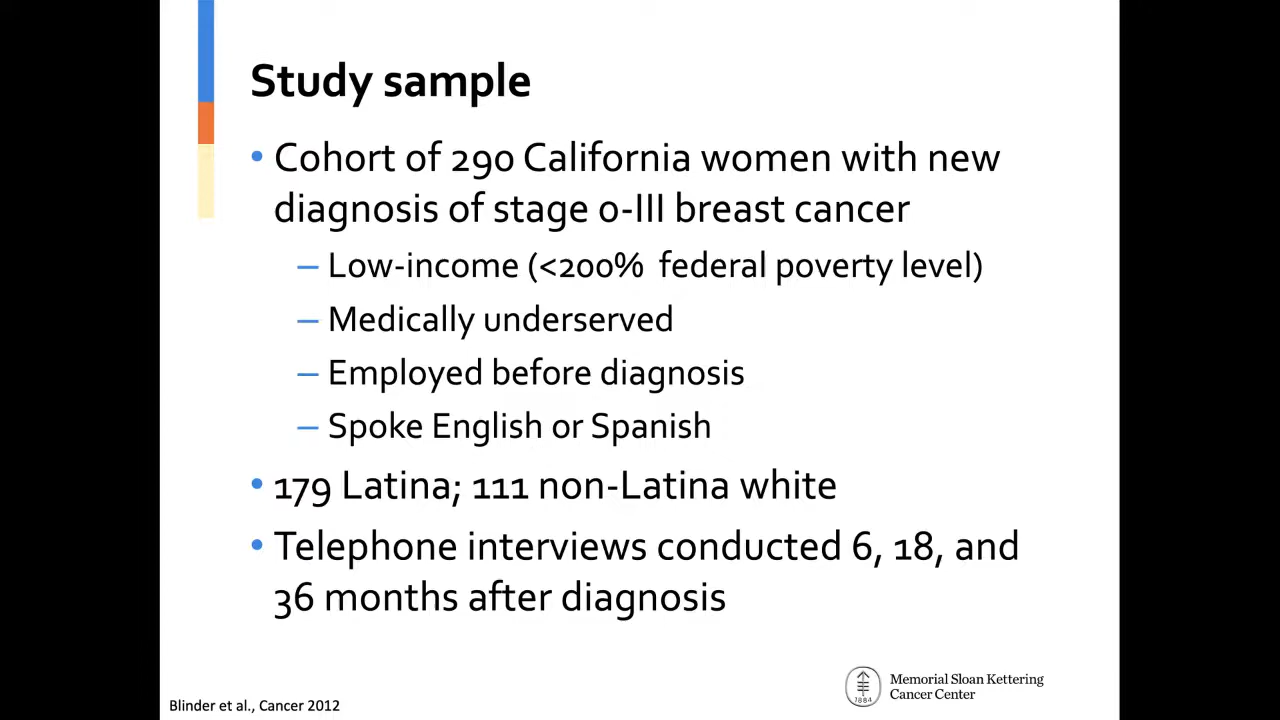 Study sample
• Cohort of 290 California women with new
diagnosis of stage 0-III breast cancer
– Low-income (<200% federal poverty level)
– Medically underserved
– Employed before diagnosis
– Spoke English or Spanish
• 179 Latina; 111 non-Latina white
• Telephone interviews conducted 6, 18, and
36 months after diagnosis
Memorial Sloan Kettering
Cancer Center
1884
Blinder et al., Cancer 2012